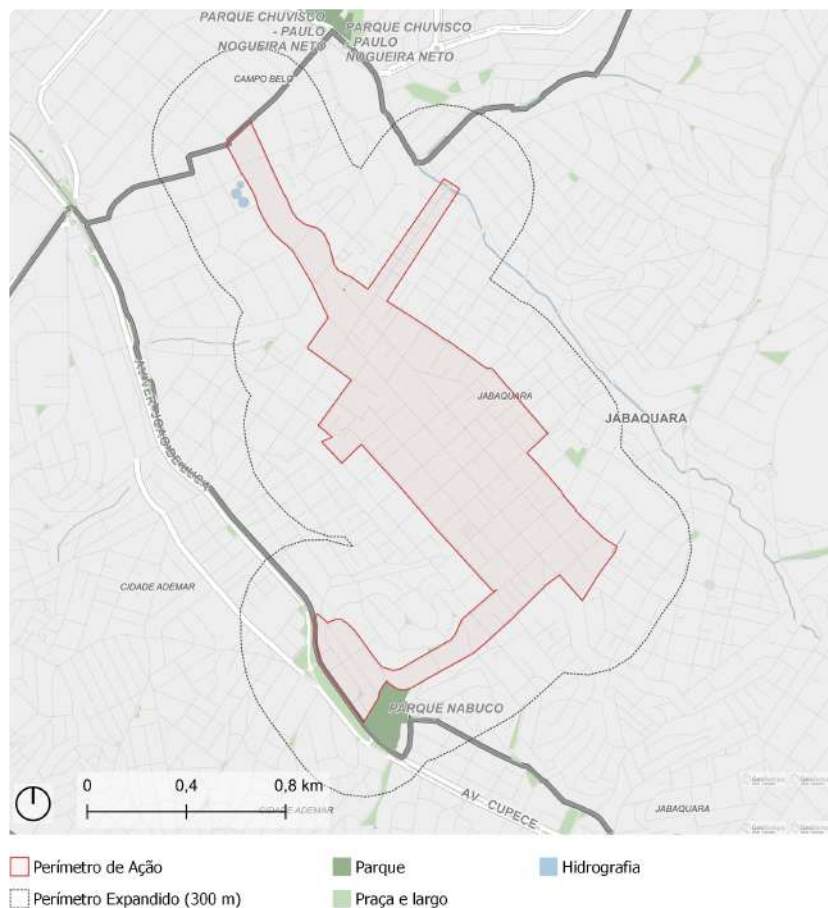 PARQUE CHUVISCO
- PAULO
NOGUEIRA NETO
PARQUE CHUVISCO
- PAULO
NOGUEIRA NETO
CAMPO BELO
JABAQUARA
JABAQUARA
CIDADE ADEMAR
PARQUE NABUCO
AV CUPECE
JABAQUARA
CIDADE ADEMAR
0 0,4 0,8 km
Perímetro de Ação
Parque
Hidrografia
Perímetro Expandido (300 m)
Praça e largo